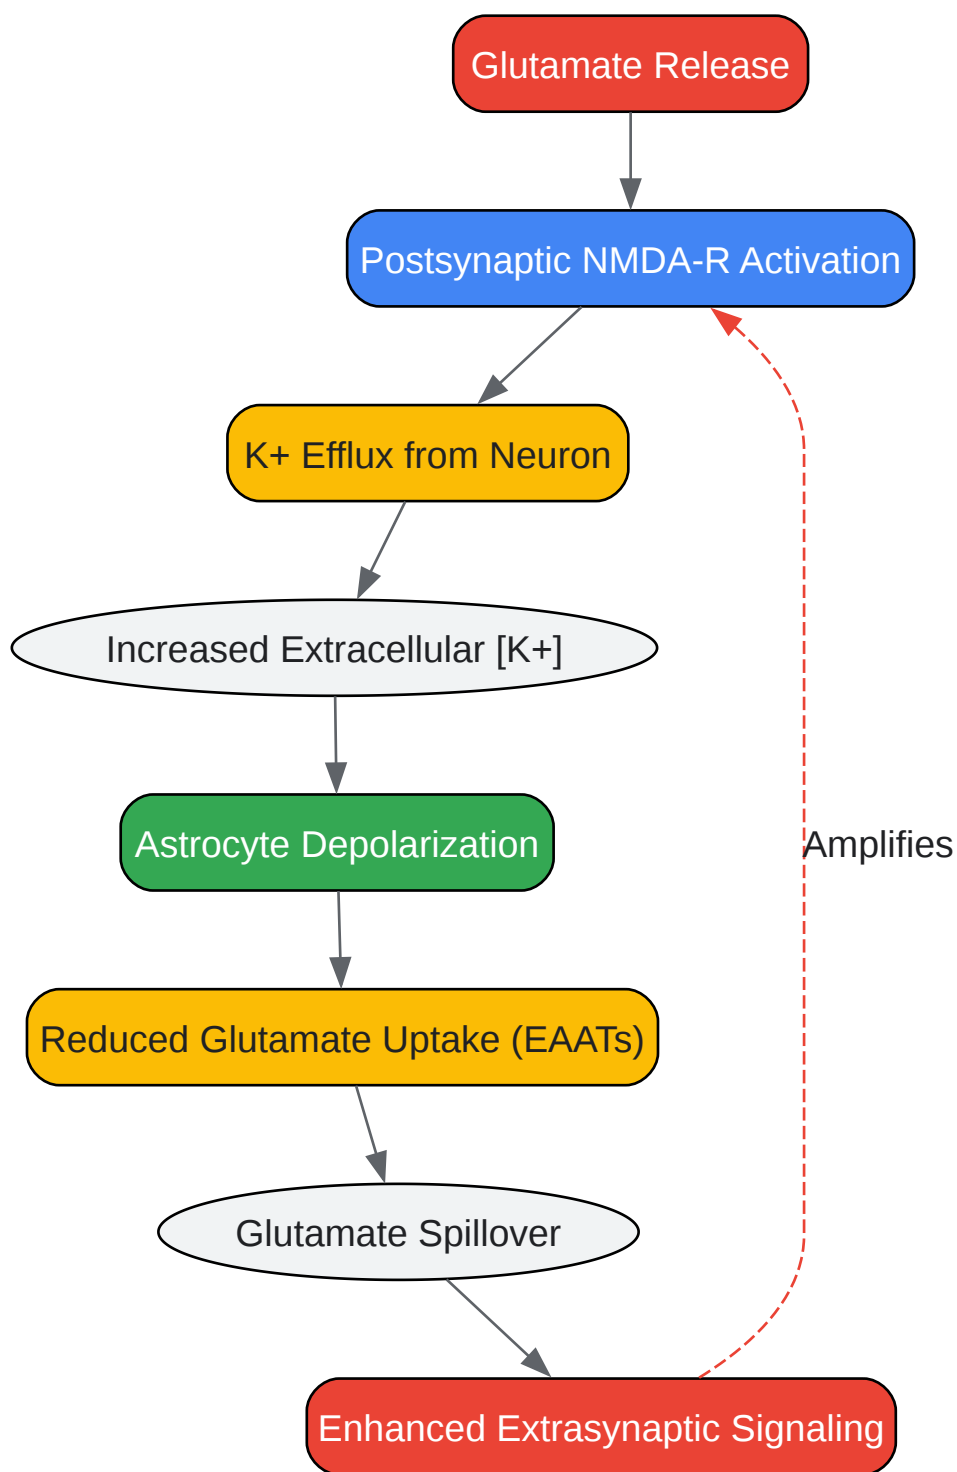 Glutamate Release
Postsynaptic NMDA-R Activation
K+ Efflux from Neuron
Increased Extracellular [K+]
Astrocyte Depolarization
Amplifies
Reduced Glutamate Uptake (EAATs)
Glutamate Spillover
Enhanced Extrasynaptic Signaling